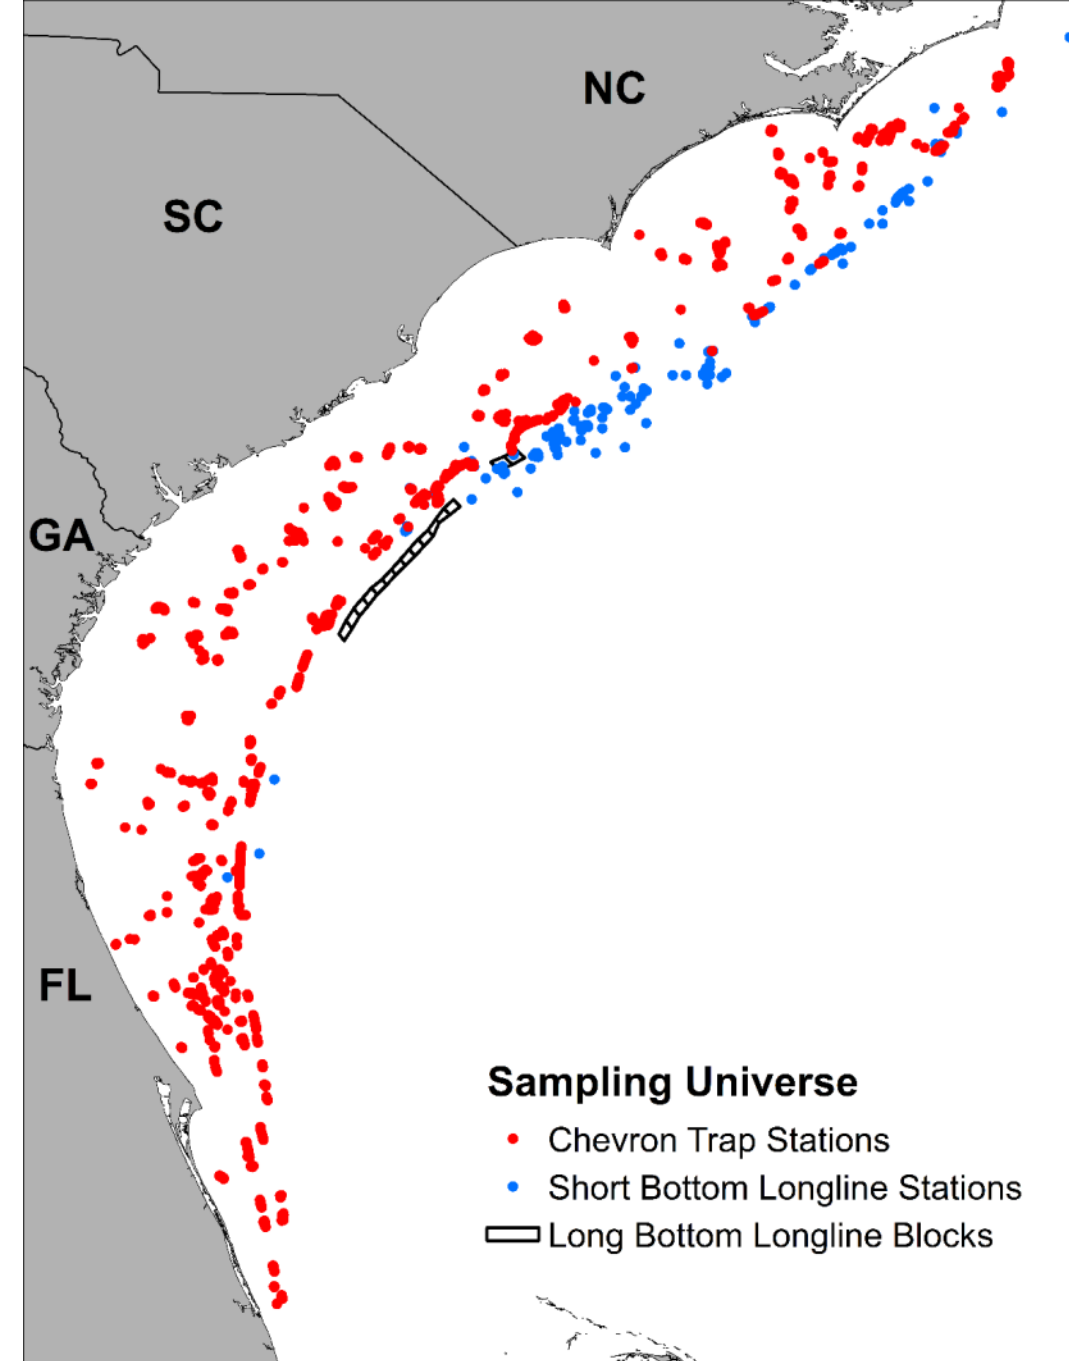 NC
SC
GA
FL
Sampling Universe
Chevron Trap Stations
Short Bottom Longline Stations
Long Bottom Longline Blocks